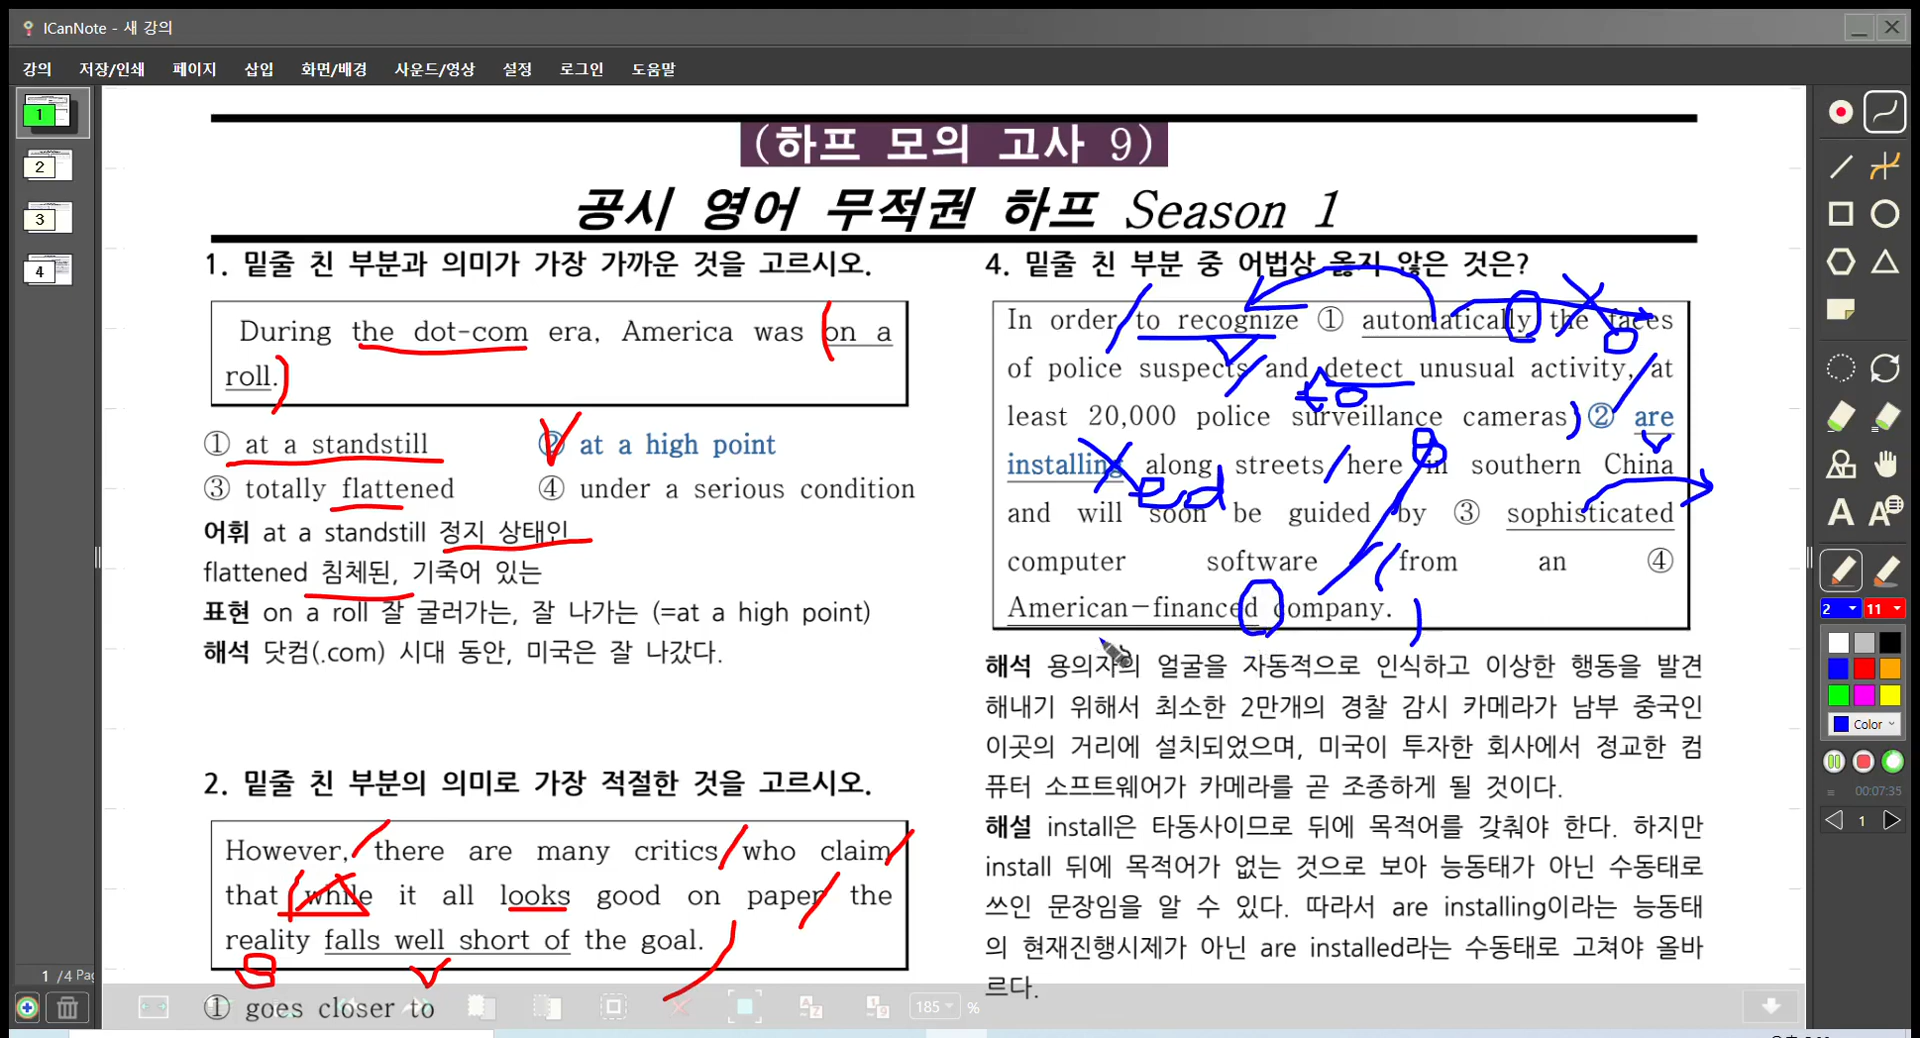 ICanNote - 새 강의
강의 저장/인쇄 페이지 삽입 화면/배경 사운드/영상 설정 로그인 도움말
1
2
3
4
(하프 모의 고사 9)
공시 영어 무적권 하프 Season 1
1. 밑줄 친 부분과 의미가 가장 가까운 것을 고르시오.
During the dot-com era, America was on a
roll.
① at a standstill ② at a high point
③ totally flattened ④ under a serious condition
어휘 at a standstill 정지 상태인
flattened 침체된, 기죽어 있는
표현 on a roll 잘 굴러가는, 잘 나가는 (=at a high point)
해석 닷컴(.com) 시대 동안, 미국은 잘 나갔다.
2. 밑줄 친 부분의 의미로 가장 적절한 것을 고르시오.
However, there are many critics who claim
that while it all looks good on paper the
reality falls well short of the goal.
① goes closer to
4. 밑줄 친 부분 중 어법상 옳지 않은 것은?
In order to recognize ① automatically the faces
of police suspects and detect unusual activity, at
least 20,000 police surveillance cameras ② are
installing along streets here in southern China
and will soon be guided by ③ sophisticated
computer software from an ④
American-financed company.
ed
해석 용의자의 얼굴을 자동적으로 인식하고 이상한 행동을 발견
해내기 위해서 최소한 2만개의 경찰 감시 카메라가 남부 중국인
이곳의 거리에 설치되었으며, 미국이 투자한 회사에서 정교한 컴
퓨터 소프트웨어가 카메라를 곧 조종하게 될 것이다.
해설 install은 타동사이므로 뒤에 목적어를 갖춰야 한다. 하지만
install 뒤에 목적어가 없는 것으로 보아 능동태가 아닌 수동태로
쓰인 문장임을 알 수 있다. 따라서 are installing이라는 능동태
의 현재진행시제가 아닌 are installed라는 수동태로 고쳐야 올바
르다.
2 11
Color
00:07:35
1
1 /4 Pag
185 %